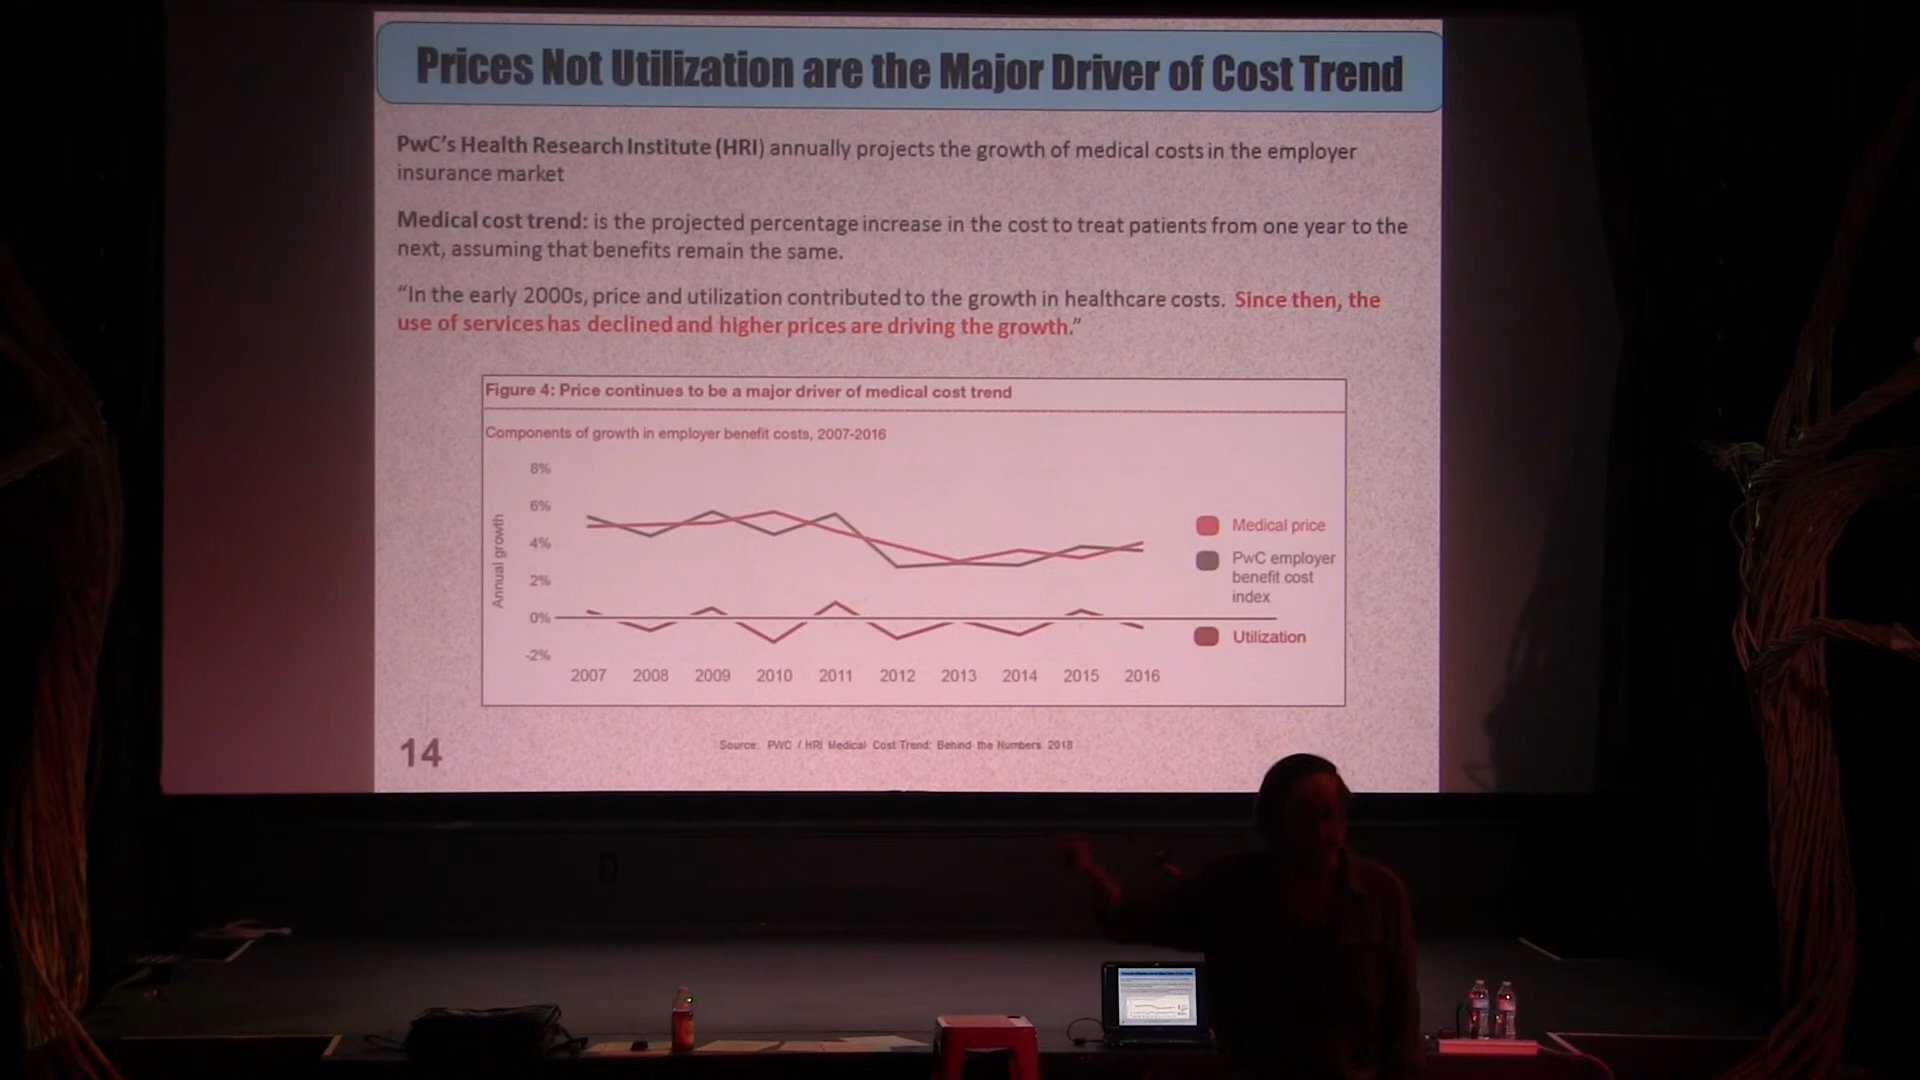 Prices Not Utilization are the Major Driver of Cost Trend
PwC's Health Research Institute (HRI) annually projects the growth of medical costs in the employer
insurance market
Medical cost trend: is the projected percentage increase in the cost to treat patients from one year to the
next, assuming that benefits remain the same.
“In the early 2000s, price and utilization contributed to the growth in healthcare costs. Since then, the
use of services has declined and higher prices are driving the growth.”
Figure 4: Price continues to be a major driver of medical cost trend
Components of growth in employer benefit costs, 2007-2016
Annual growth
8%
6%
4%
2%
0%
-2%
2007 2008 2009 2010 2011 2012 2013 2014 2015 2016
Medical price
PwC employer
benefit cost
index
Utilization
14
Source: PWC / HRI Medical Cost Trend: Behind the Numbers 2018